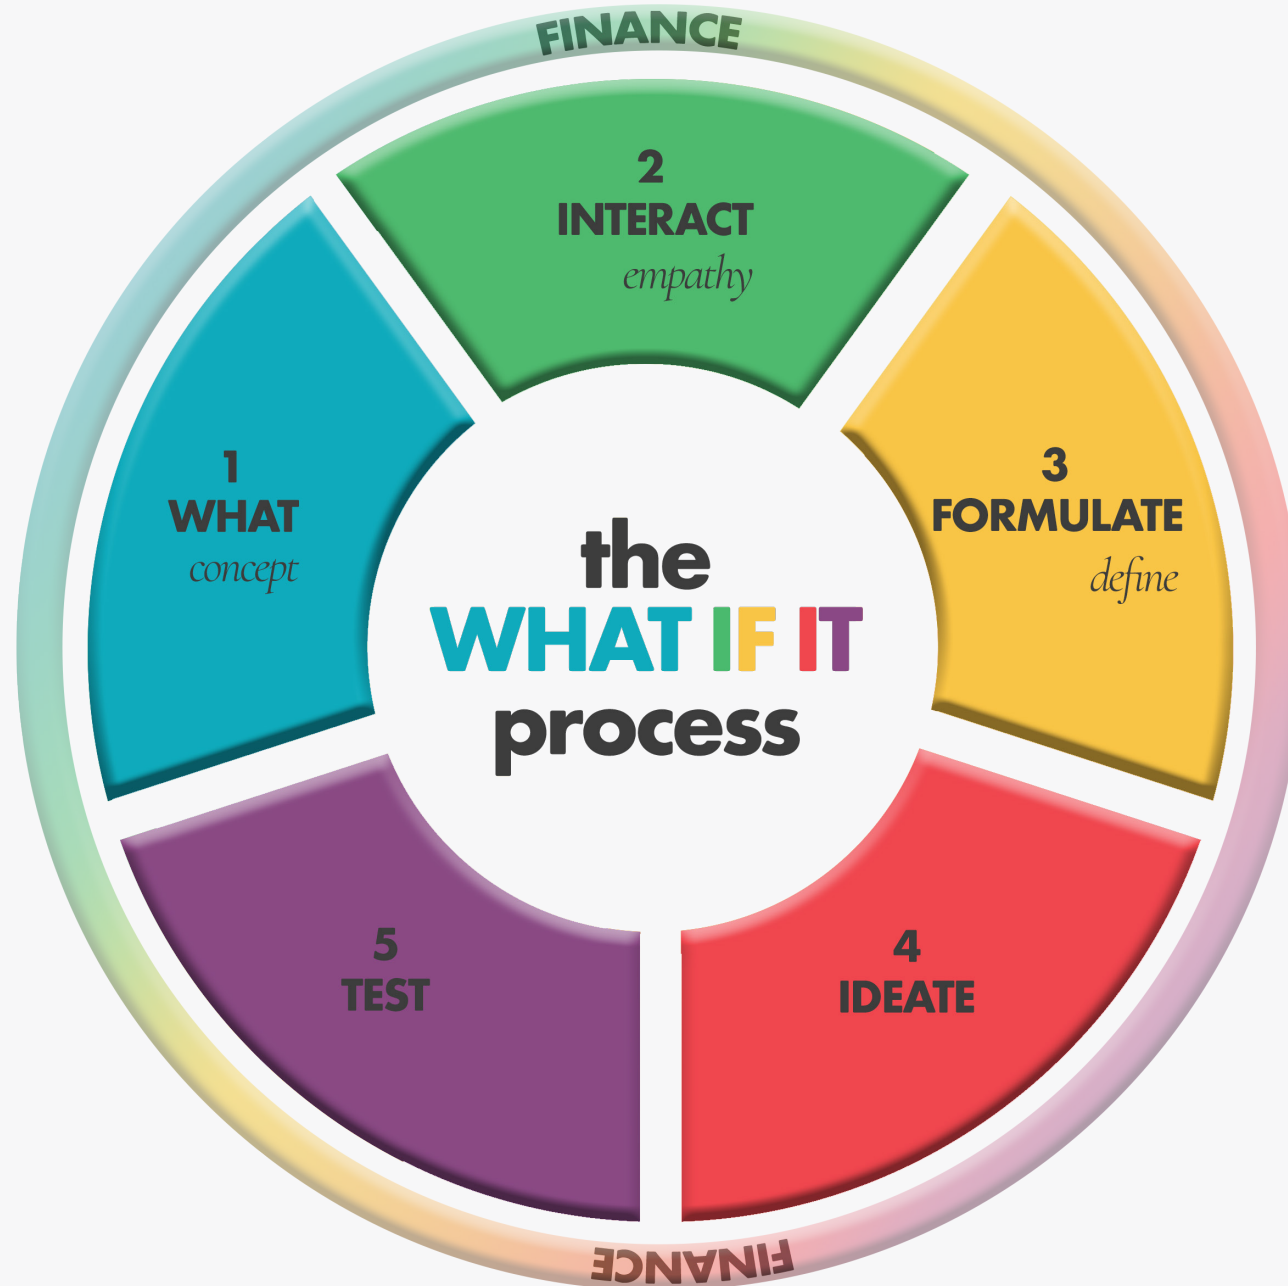 FINANCE
2
INTERACT
empathy
1
WHAT
concept
3
FORMULATE
define
the
WHAT IF IT
process
5
TEST
4
IDEATE
FINANCE